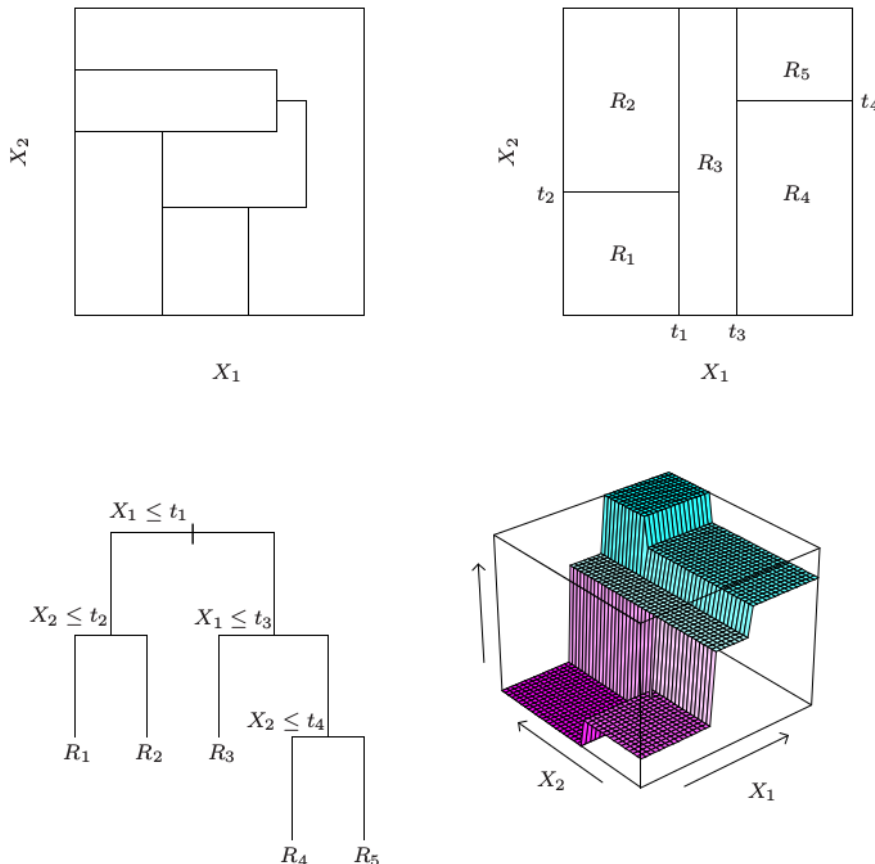 X₂
X₁
X₂
R₂
R₅
t₄
R₃
t₂
R₄
R₁
t₁
t₃
X₁
X₁ ≤ t₁
X₂ ≤ t₂
X₁ ≤ t₃
X₂ ≤ t₄
R₁
R₂
R₃
R₄
R₅
X₂
X₁